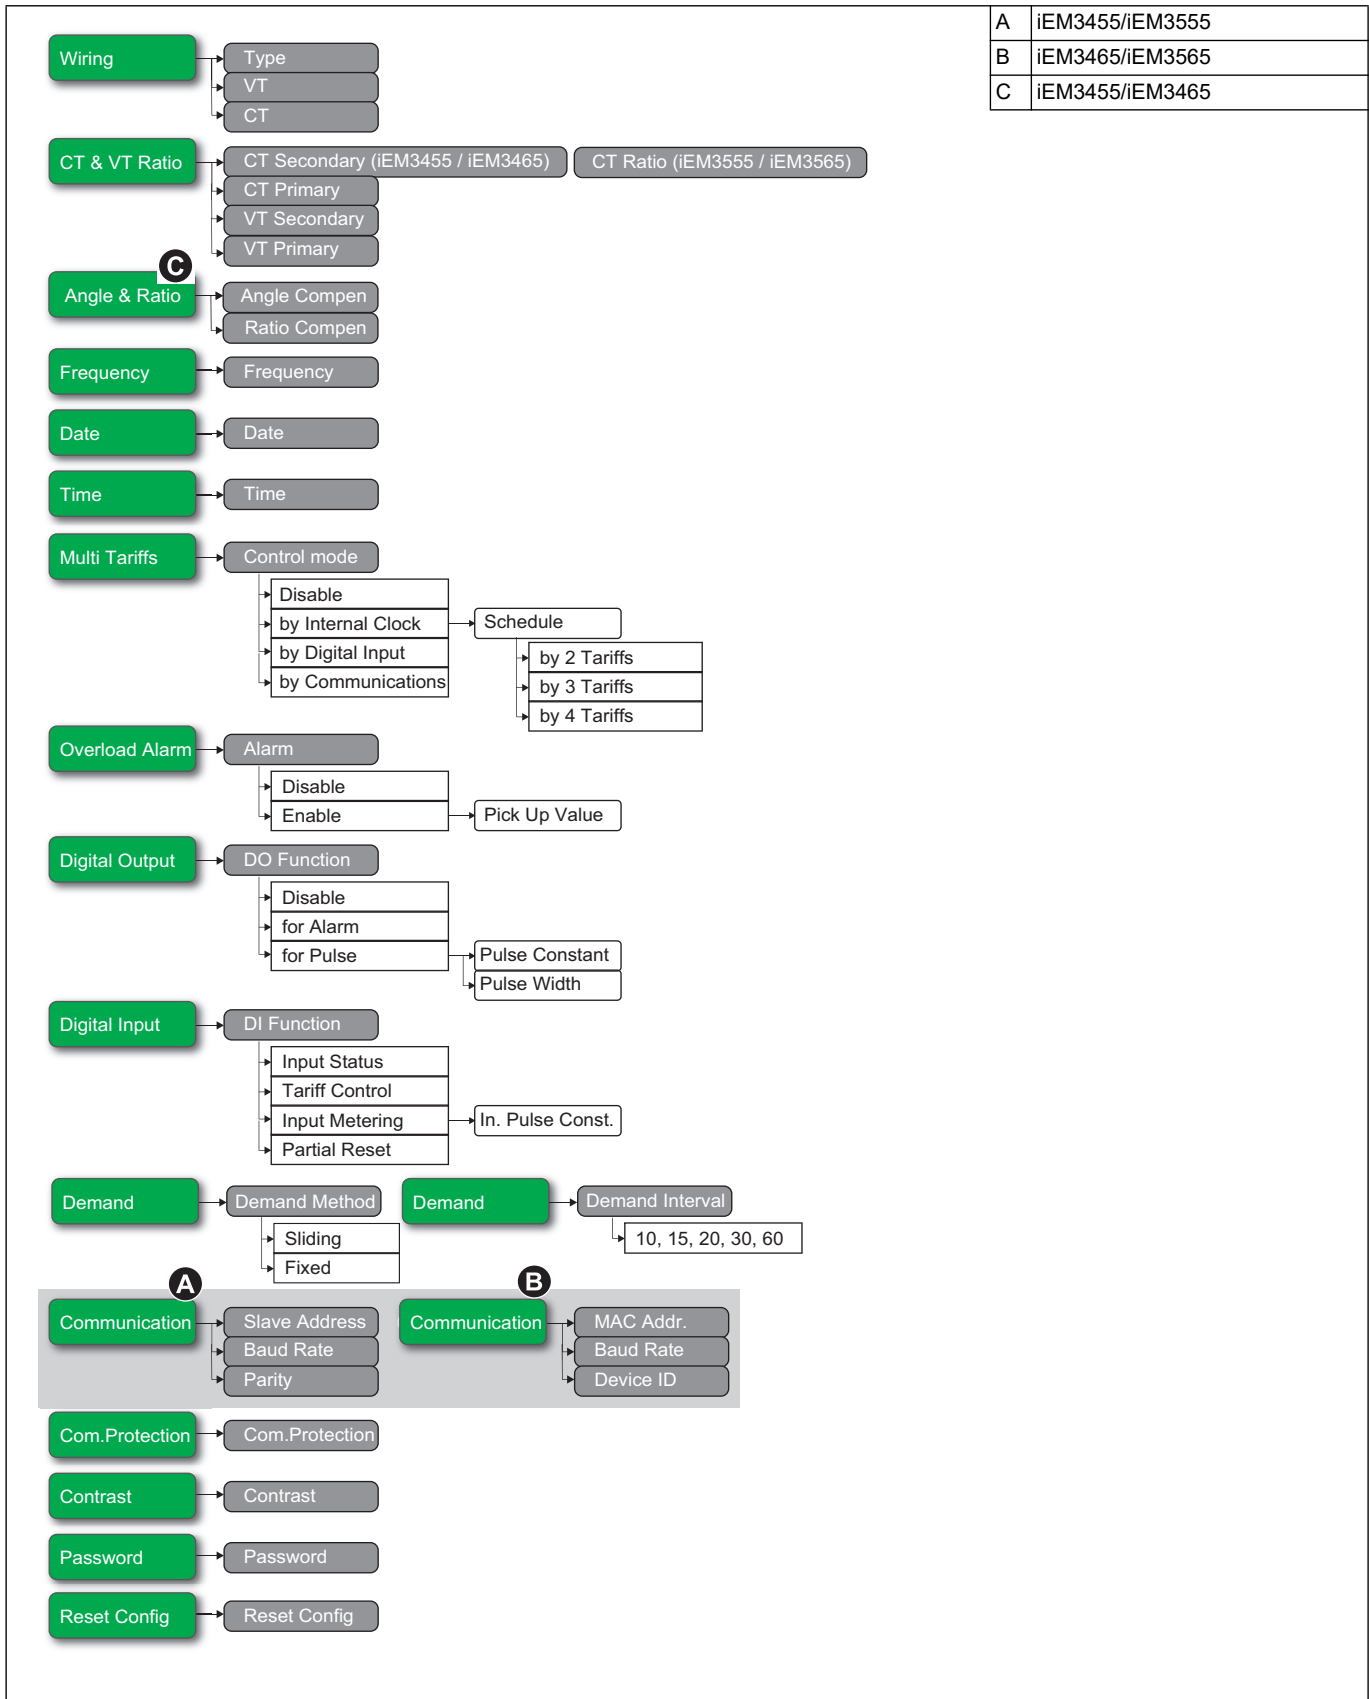 A iEM3455/iEM3555
B iEM3465/iEM3565
C iEM3455/iEM3465
Wiring
Type
VT
CT
CT & VT Ratio
CT Secondary (iEM3455 / iEM3465)
CT Ratio (iEM3555 / iEM3565)
CT Primary
VT Secondary
VT Primary
C
Angle & Ratio
Angle Compen
Ratio Compen
Frequency
Frequency
Date
Date
Time
Time
Multi Tariffs
Control mode
Disable
by Internal Clock
Schedule
by Digital Input
by Communications
by 2 Tariffs
by 3 Tariffs
by 4 Tariffs
Overload Alarm
Alarm
Disable
Enable
Pick Up Value
Digital Output
DO Function
Disable
for Alarm
for Pulse
Pulse Constant
Pulse Width
Digital Input
DI Function
Input Status
Tariff Control
Input Metering
In. Pulse Const.
Partial Reset
Demand
Demand Method
Sliding
Fixed
Demand
Demand Interval
10, 15, 20, 30, 60
A
Communication
Slave Address
Baud Rate
Parity
B
Communication
MAC Addr.
Baud Rate
Device ID
Com.Protection
Com.Protection
Contrast
Contrast
Password
Password
Reset Config
Reset Config